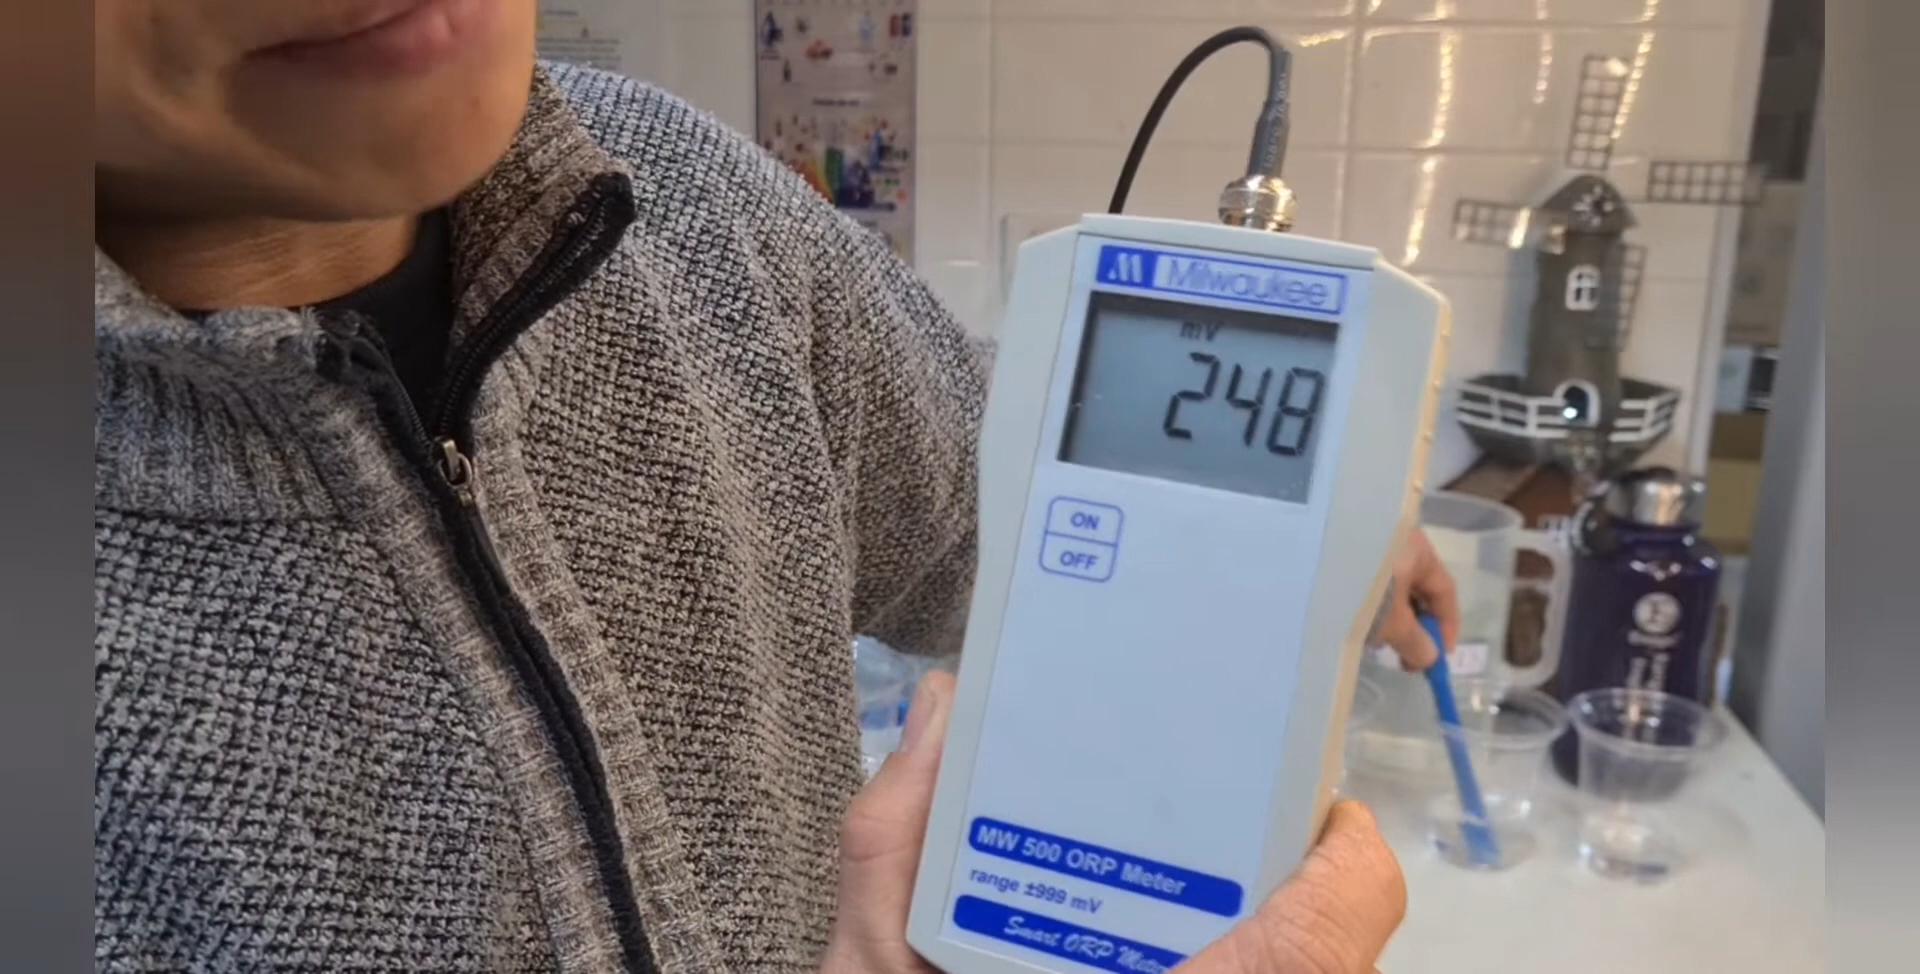 Milwaukee
mV
248
ON
OFF
MW 500 ORP Meter
range ±999 mV
Smart ORP Meter